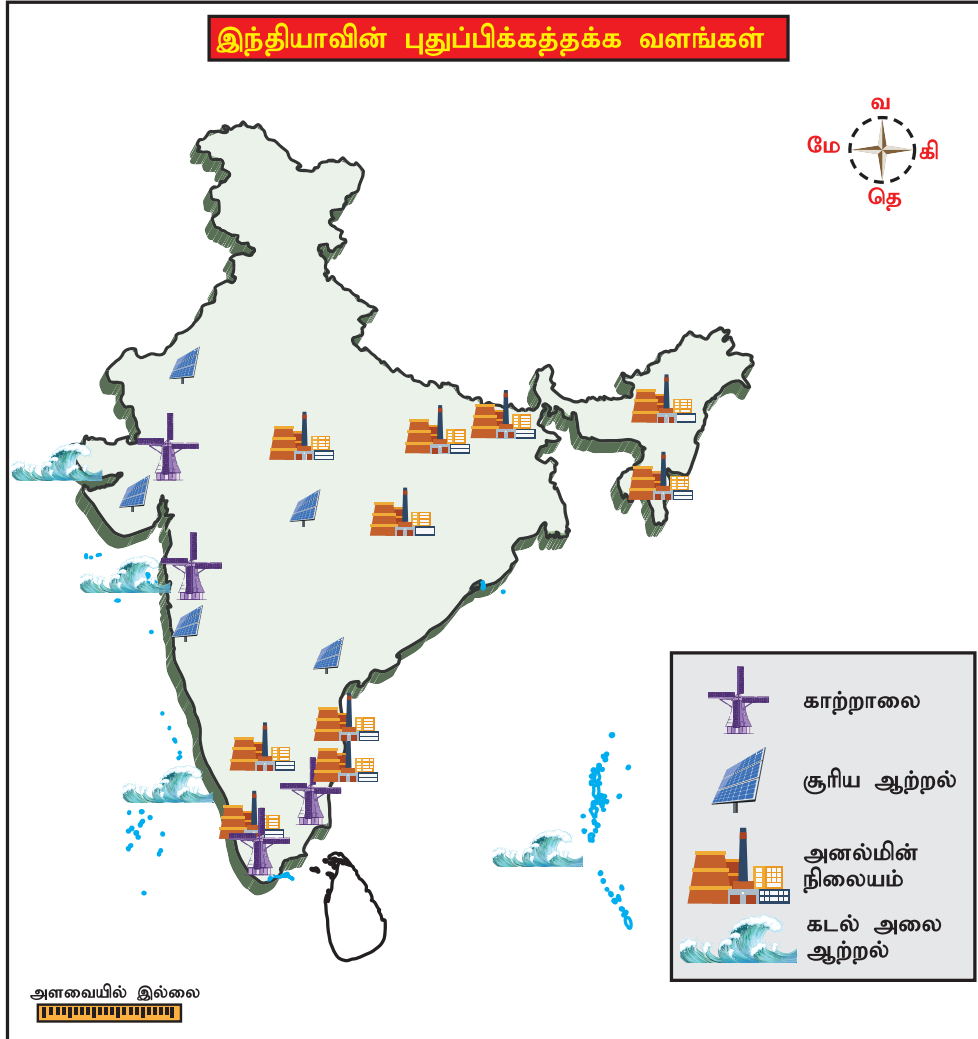 இந்தியாவின் புதுப்பிக்கத்தக்க வளங்கள்
வ
மே
கி
தெ
காற்றாலை
சூரிய ஆற்றல்
அனல்மின்
நிலையம்
கடல் அலை
ஆற்றல்
அளவையில் இல்லை